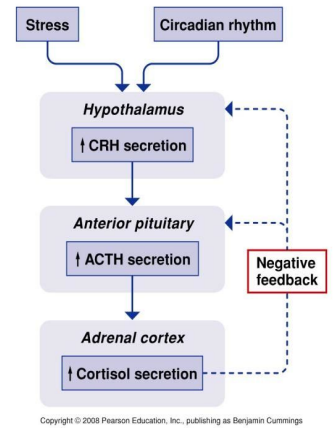 Stress
Circadian rhythm
Hypothalamus
↑ CRH secretion
Anterior pituitary
↑ ACTH secretion
Negative
feedback
Adrenal cortex
↑ Cortisol secretion
Copyright © 2008 Pearson Education, Inc., publishing as Benjamin Cummings